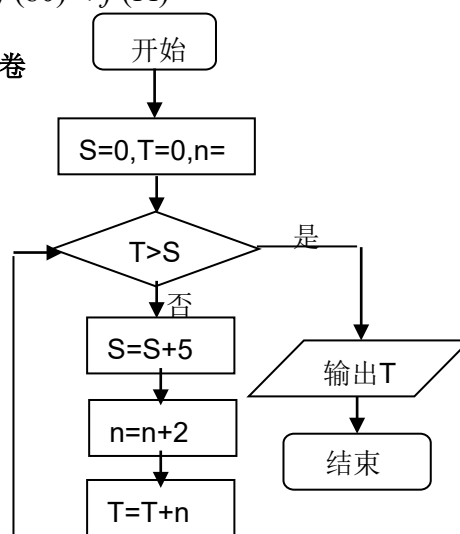 开始
卷
S=0,T=0,n=
T>S
是
否
S=S+5
输出T
n=n+2
结束
T=T+n